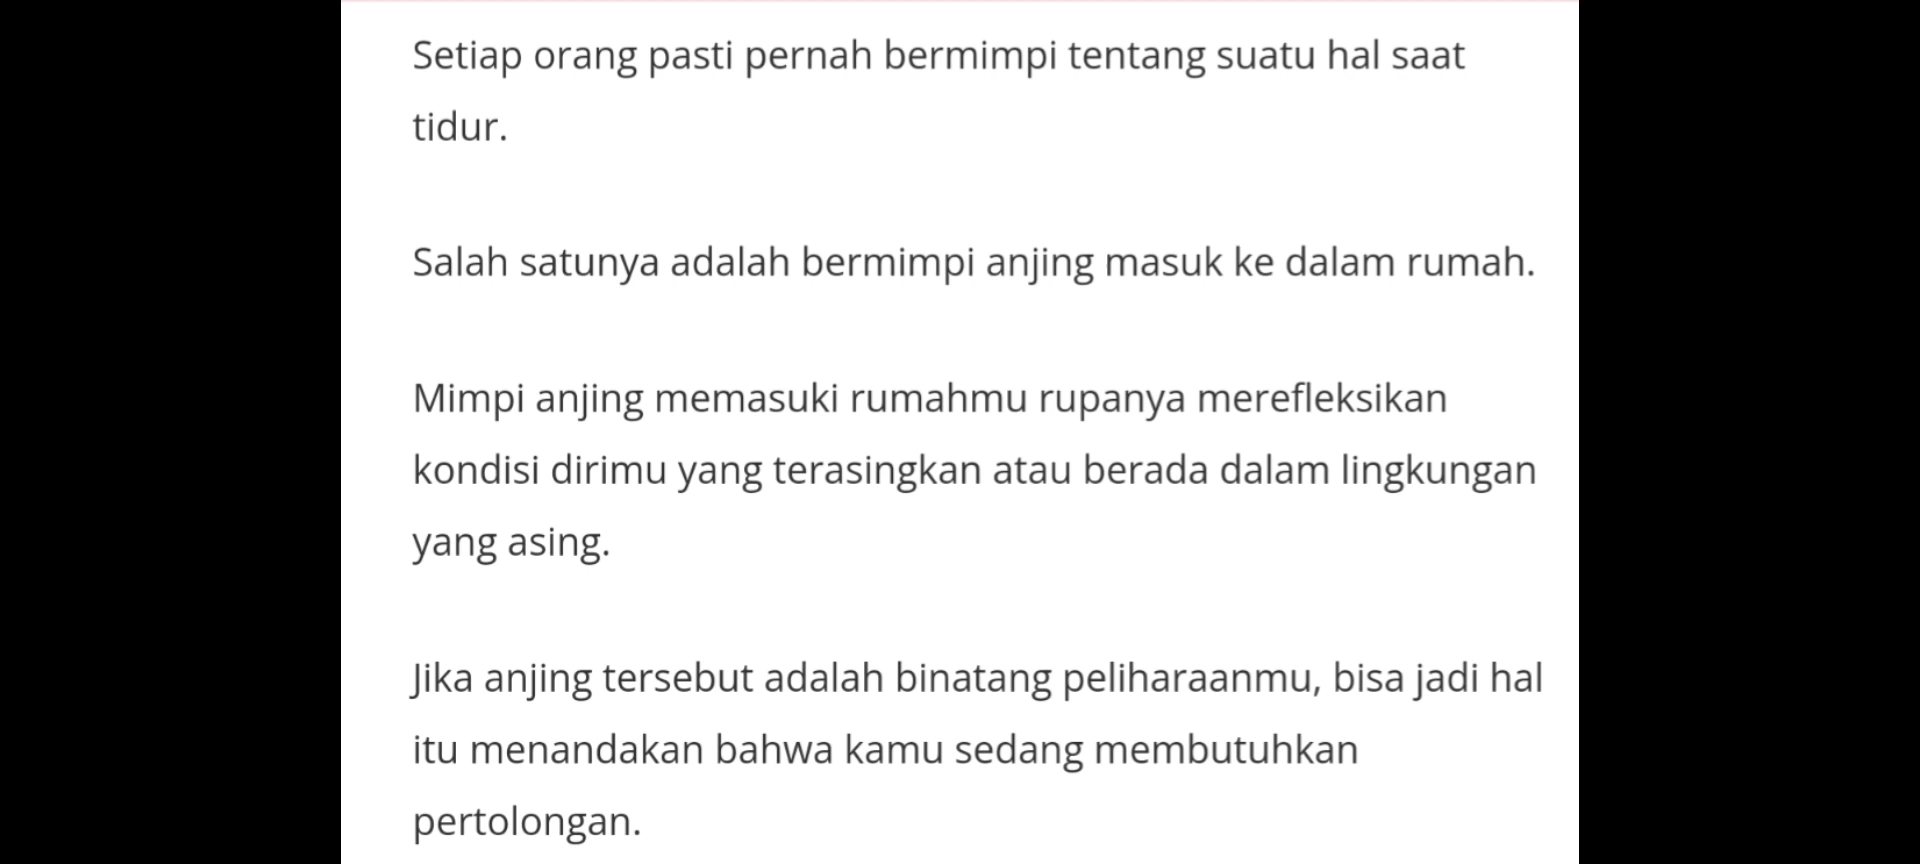 Setiap orang pasti pernah bermimpi tentang suatu hal saat
tidur.
Salah satunya adalah bermimpi anjing masuk ke dalam rumah.
Mimpi anjing memasuki rumahmu rupanya merefleksikan
kondisi dirimu yang terasingkan atau berada dalam lingkungan
yang asing.
Jika anjing tersebut adalah binatang peliharaanmu, bisa jadi hal
itu menandakan bahwa kamu sedang membutuhkan
pertolongan.